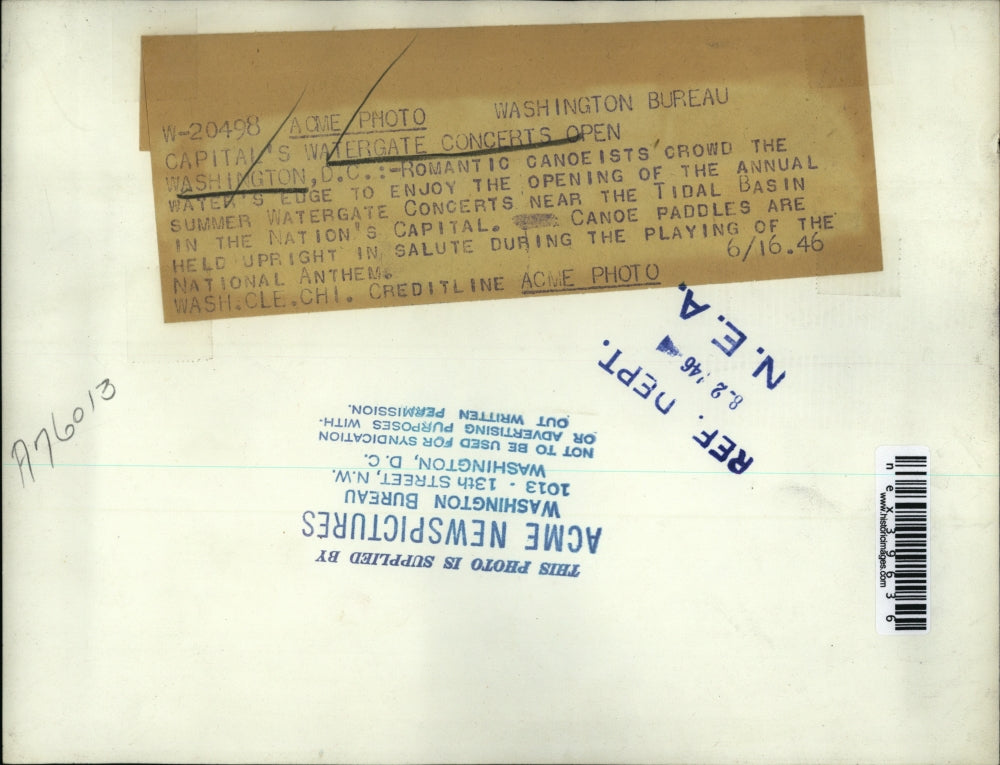 W-20498 ACME PHOTO WASHINGTON BUREAU
CAPITAL'S WATERGATE CONCERTS OPEN
WASHINGTON, D.C.:-ROMANTIC CANOEISTS CROWD THE
WATER'S EDGE TO ENJOY THE OPENING OF THE ANNUAL
SUMMER WATERGATE CONCERTS NEAR THE TIDAL BASIN
IN THE NATION'S CAPITAL. CANOE PADDLES ARE
HELD UPRIGHT IN SALUTE DURING THE PLAYING OF THE
NATIONAL ANTHEM. 6/16.46
WASH.CLE.CHI. CREDITLINE ACME PHOTO
REF. DEPT.
8.2 '46
N.E.A.
A76013
THIS PHOTO IS SUPPLIED BY
ACME NEWSPICTURES
WASHINGTON BUREAU
1013 - 13th STREET, N.W.
WASHINGTON, D. C.
NOT TO BE USED FOR SYNDICATION
OR ADVERTISING PURPOSES WITH-
OUT WRITTEN PERMISSION.
nex39636
www.historicimages.com